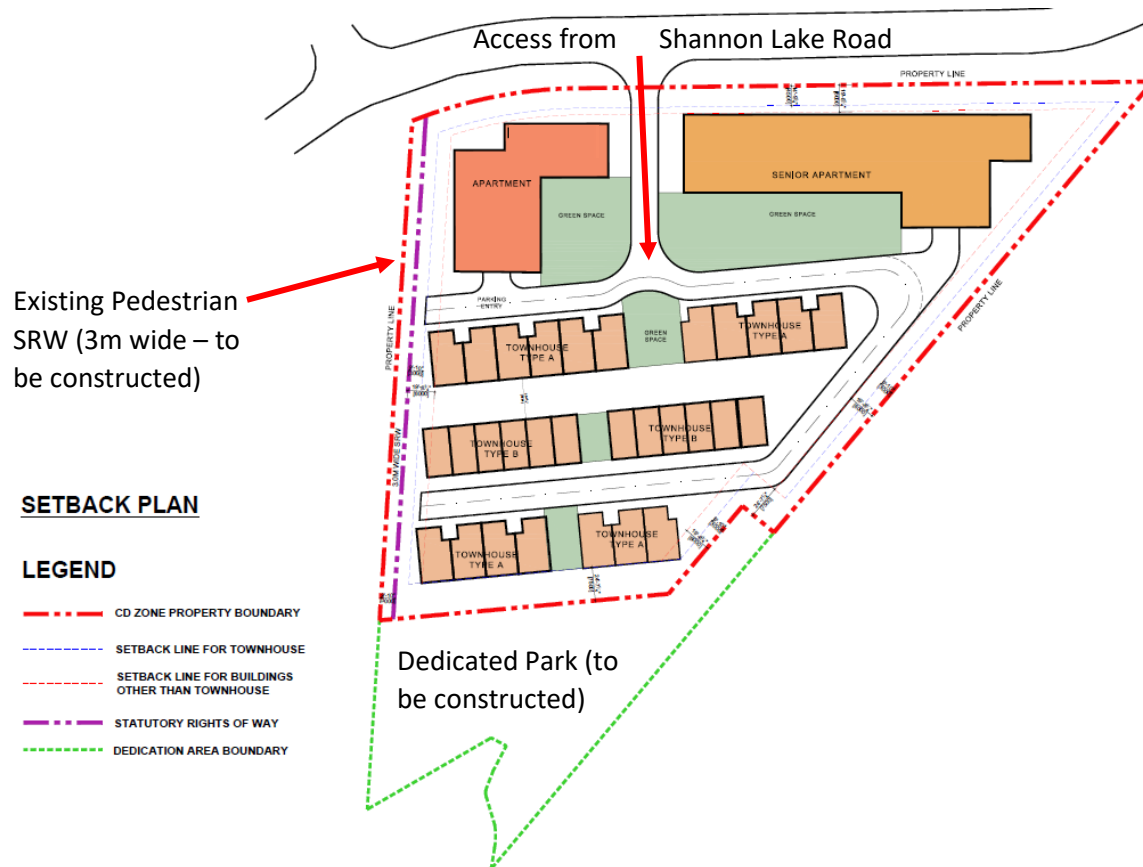 Access from Shannon Lake Road
PROPERTY LINE
APARTMENT
SENIOR APARTMENT
GREEN SPACE
GREEN SPACE
Existing Pedestrian
SRW (3m wide – to
be constructed)
PROPERTY LINE
PARKING
ENTRY
PROPERTY LINE
GREEN
SPACE
TOWNHOUSE
TYPE A
TOWNHOUSE
TYPE A
TOWNHOUSE
TYPE B
TOWNHOUSE
TYPE B
3.0M WIDE SRW
TOWNHOUSE
TYPE A
TOWNHOUSE
TYPE A
SETBACK PLAN
LEGEND
CD ZONE PROPERTY BOUNDARY
SETBACK LINE FOR TOWNHOUSE
SETBACK LINE FOR BUILDINGS
OTHER THAN TOWNHOUSE
STATUTORY RIGHTS OF WAY
DEDICATION AREA BOUNDARY
Dedicated Park (to
be constructed)